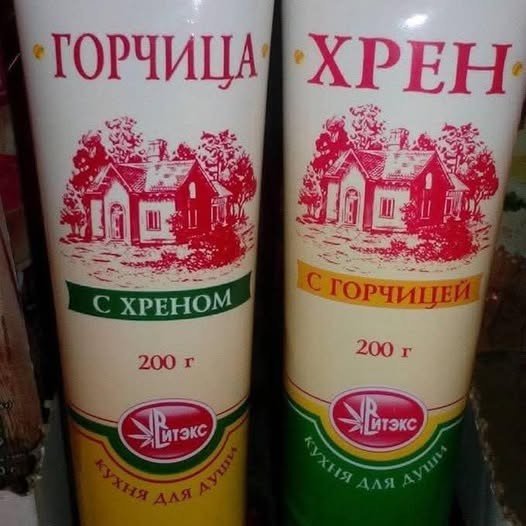 ГОРЧИЦА
С ХРЕНОМ
200 г
ВИТЭКС
КУХНЯ ДЛЯ ДУШИ
ХРЕН
С ГОРЧИЦЕЙ
200 г
ВИТЭКС
КУХНЯ ДЛЯ ДУШИ